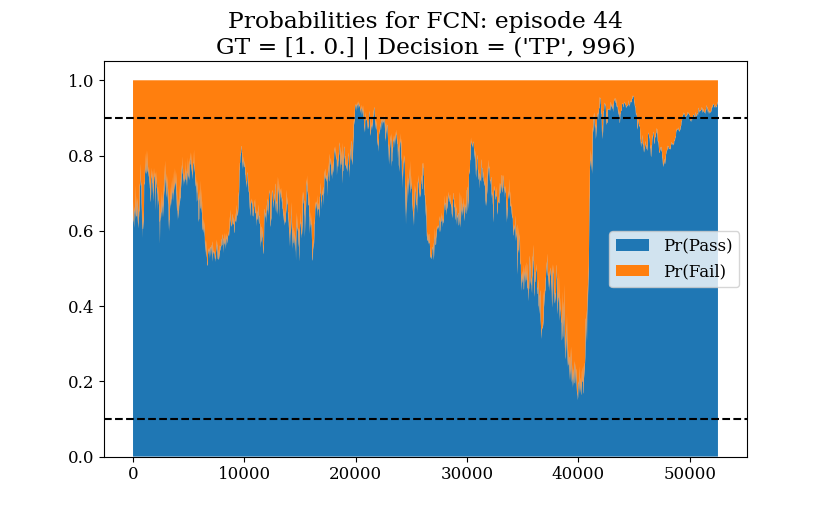 Probabilities for FCN: episode 44
GT = [1. 0.] | Decision = ('TP', 996)
1.0
0.8
0.6
0.4
0.2
0.0
Pr(Pass)
Pr(Fail)
0 10000 20000 30000 40000 50000